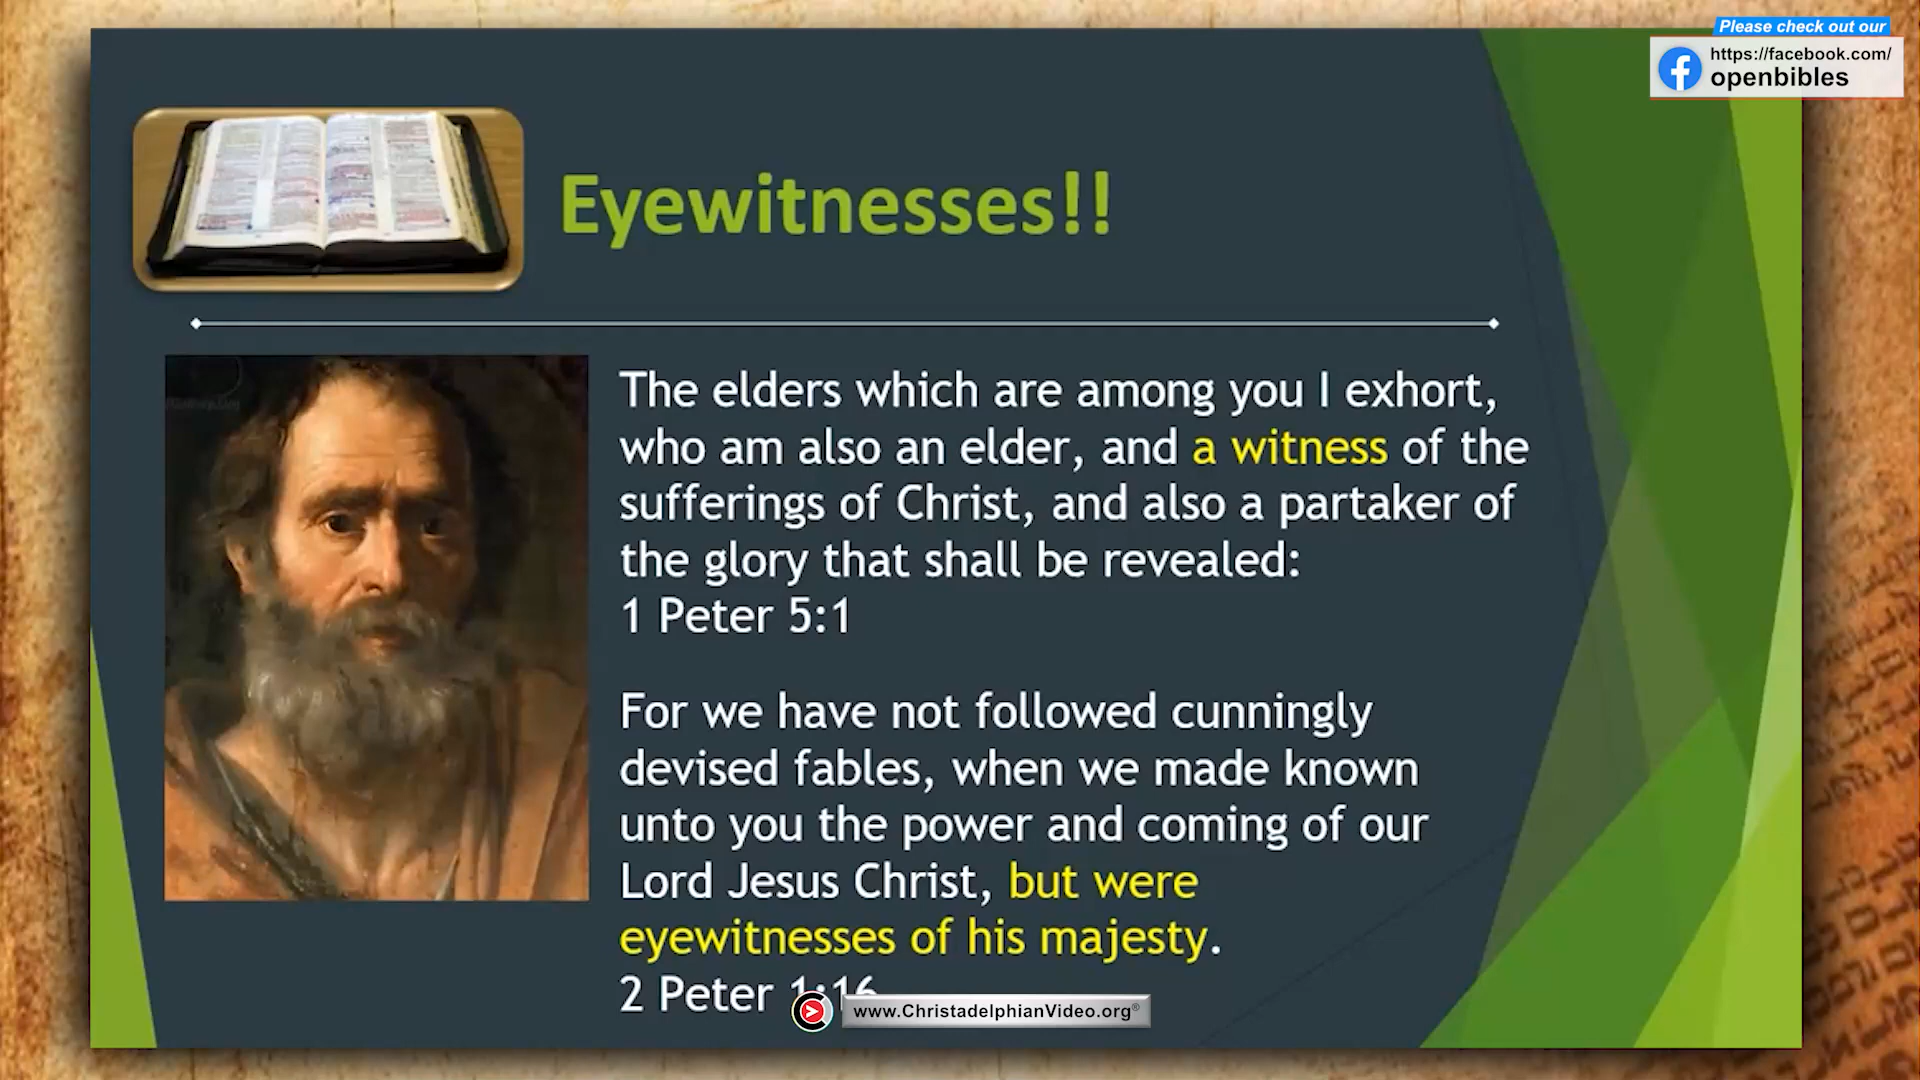 Please check out our
https://facebook.com/
openbibles
Eyewitnesses!!
The elders which are among you I exhort,
who am also an elder, and a witness of the
sufferings of Christ, and also a partaker of
the glory that shall be revealed:
1 Peter 5:1
For we have not followed cunningly
devised fables, when we made known
unto you the power and coming of our
Lord Jesus Christ, but were
eyewitnesses of his majesty.
2 Peter 1:16
www.ChristadelphianVideo.org®